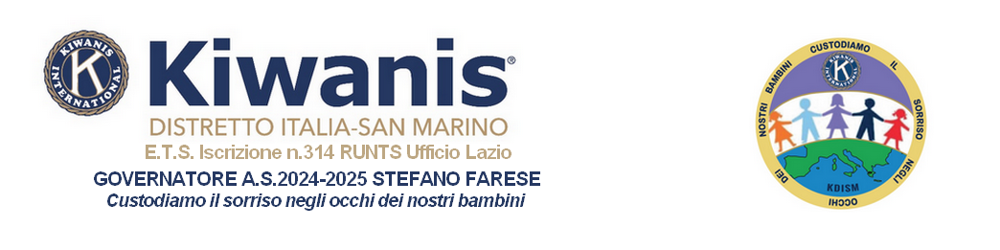 KIWANIS
K
INTERNATIONAL
Kiwanis®
DISTRETTO ITALIA-SAN MARINO
E.T.S. Iscrizione n.314 RUNTS Ufficio Lazio
GOVERNATORE A.S.2024-2025 STEFANO FARESE
Custodiamo il sorriso negli occhi dei nostri bambini
CUSTODIAMO IL SORRISO NEGLI OCCHI DEI NOSTRI BAMBINI
K
KDISM